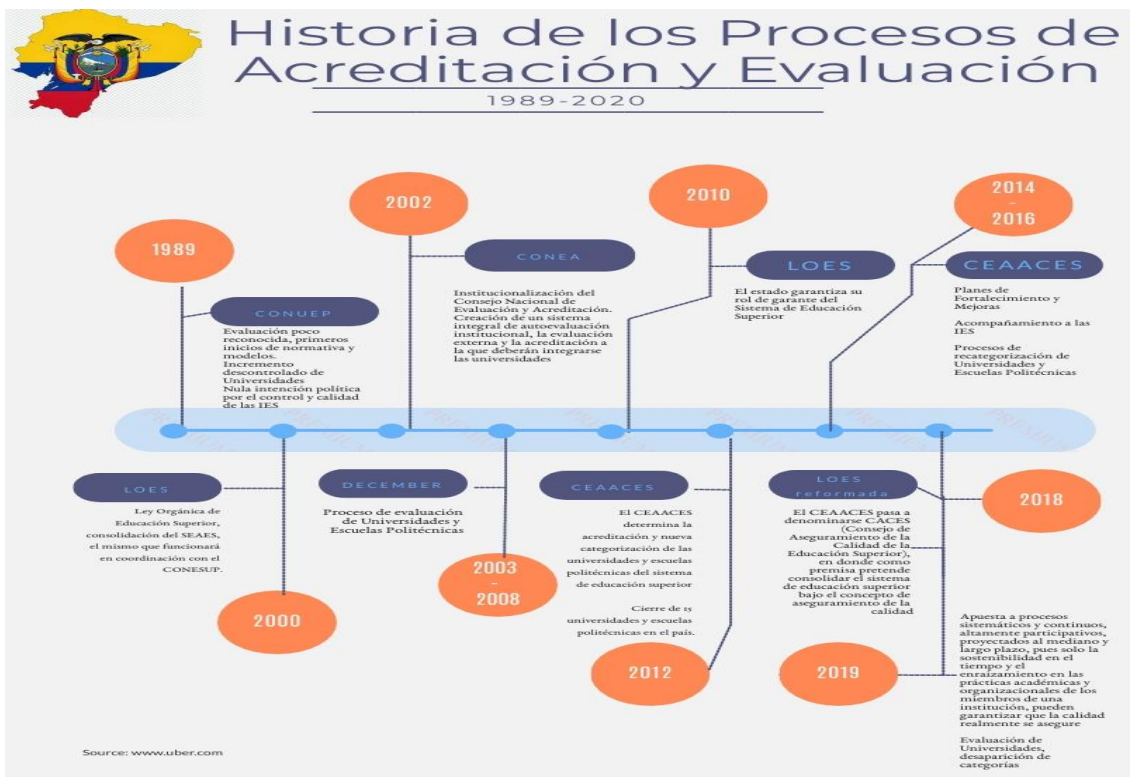 Historia de los Procesos de
Acreditación y Evaluación
1989-2020
1989
CONUEP
Evaluación poco
reconocida, primeros
inicios de normativa y
modelos.
Incremento
descontrolado de
Universidades
Nula intención política
por el control y calidad
de las IES
LOES
Ley Orgánica de
Educación Superior,
consolidación del SEAES,
el mismo que funcionará
en coordinación con el
CONESUP.
2000
2002
CONEA
Institucionalización del
Consejo Nacional de
Evaluación y Acreditación.
Creación de un sistema
integral de autoevaluación
institucional, la evaluación
externa y la acreditación a
la que deberán integrarse
las universidades
DECEMBER
Proceso de evaluación
de Universidades y
Escuelas Politécnicas
2003
-
2008
2010
LOES
El estado garantiza su
rol de garante del
Sistema de Educación
Superior
CEAACES
El CEAACES
determina la
acreditación y nueva
categorización de las
universidades y escuelas
politécnicas del sistema
de educación superior
Cierre de 15
universidades y escuelas
politécnicas en el país.
2012
2014
-
2016
CEAACES
Planes de
Fortalecimiento y
Mejoras
Acompañamiento a las
IES
Procesos de
recategorización de
Universidades y
Escuelas Politécnicas
LOES
reformada
El CEAACES pasa a
denominarse CACES
(Consejo de
Aseguramiento de la
Calidad de la
Educación Superior),
en donde como
premisa pretende
consolidar el sistema
de educación superior
bajo el concepto de
aseguramiento de la
calidad
2018
2019
Apuesta a procesos
sistemáticos y continuos,
altamente participativos,
proyectados al mediano y
largo plazo, pues solo la
sostenibilidad en el
tiempo y el
enraizamiento en las
prácticas académicas y
organizacionales de los
miembros de una
institución, pueden
garantizar que la calidad
realmente se asegure
Evaluación de
Universidades,
desaparición de
categorías
Source: www.uber.com